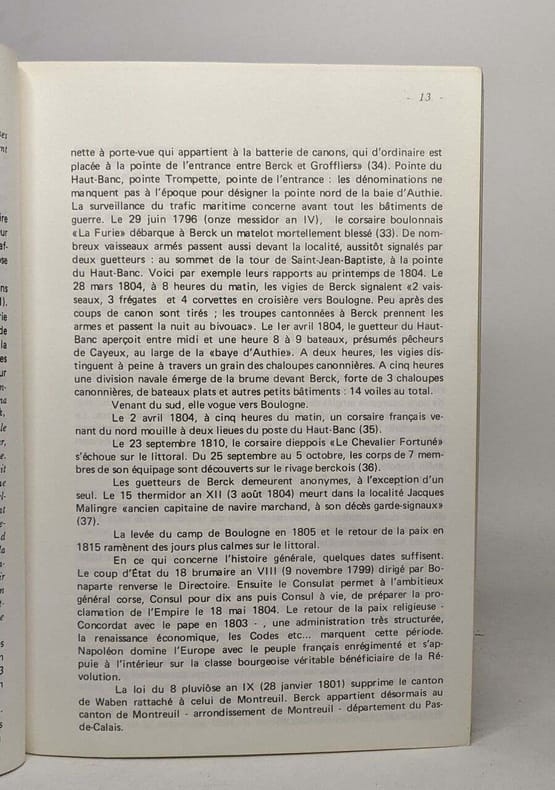 - 13 -
nette à porte-vue qui appartient à la batterie de canons, qui d'ordinaire est
placée à la pointe de l'entrance entre Berck et Groffliers» (34). Pointe du
Haut-Banc, pointe Trompette, pointe de l'entrance : les dénominations ne
manquent pas à l'époque pour désigner la pointe nord de la baie d'Authie.
La surveillance du trafic maritime concerne avant tout les bâtiments de
guerre. Le 29 juin 1796 (onze messidor an IV), le corsaire boulonnais
«La Furie» débarque à Berck un matelot mortellement blessé (33). De nom-
breux vaisseaux armés passent aussi devant la localité, aussitôt signalés par
deux guetteurs : au sommet de la tour de Saint-Jean-Baptiste, à la pointe
du Haut-Banc. Voici par exemple leurs rapports au printemps de 1804. Le
28 mars 1804, à 8 heures du matin, les vigies de Berck signalent «2 vais-
seaux, 3 frégates et 4 corvettes en croisière vers Boulogne. Peu après des
coups de canon sont tirés ; les troupes cantonnées à Berck prennent les
armes et passent la nuit au bivouac». Le 1er avril 1804, le guetteur du Haut-
Banc aperçoit entre midi et une heure 8 à 9 bateaux, présumés pêcheurs
de Cayeux, au large de la «baye d'Authie». A deux heures, les vigies dis-
tinguent à peine à travers un grain des chaloupes canonnières. A cinq heures
une division navale émerge de la brume devant Berck, forte de 3 chaloupes
canonnières, de bateaux plats et autres petits bâtiments : 14 voiles au total.
Venant du sud, elle vogue vers Boulogne.
Le 2 avril 1804, à cinq heures du matin, un corsaire français ve-
nant du nord mouille à deux lieues du poste du Haut-Banc (35).
Le 23 septembre 1810, le corsaire dieppois «Le Chevalier Fortuné»
s'échoue sur le littoral. Du 25 septembre au 5 octobre, les corps de 7 mem-
bres de son équipage sont découverts sur le rivage berckois (36).
Les guetteurs de Berck demeurent anonymes, à l'exception d'un
seul. Le 15 thermidor an XII (3 août 1804) meurt dans la localité Jacques
Malingre «ancien capitaine de navire marchand, à son décès garde-signaux»
(37).
La levée du camp de Boulogne en 1805 et le retour de la paix en
1815 ramènent des jours plus calmes sur le littoral.
En ce qui concerne l'histoire générale, quelques dates suffisent.
Le coup d'État du 18 brumaire an VIII (9 novembre 1799) dirigé par Bo-
naparte renverse le Directoire. Ensuite le Consulat permet à l'ambitieux
général corse, Consul pour dix ans puis Consul à vie, de préparer la pro-
clamation de l'Empire le 18 mai 1804. Le retour de la paix religieuse -
Concordat avec le pape en 1803 - , une administration très structurée,
la renaissance économique, les Codes etc... marquent cette période.
Napoléon domine l'Europe avec le peuple français enrégimenté et s'ap-
puie à l'intérieur sur la classe bourgeoise véritable bénéficiaire de la Ré-
volution.
La loi du 8 pluviôse an IX (28 janvier 1801) supprime le canton
de Waben rattaché à celui de Montreuil. Berck appartient désormais au
canton de Montreuil - arrondissement de Montreuil - département du Pas-
de-Calais.